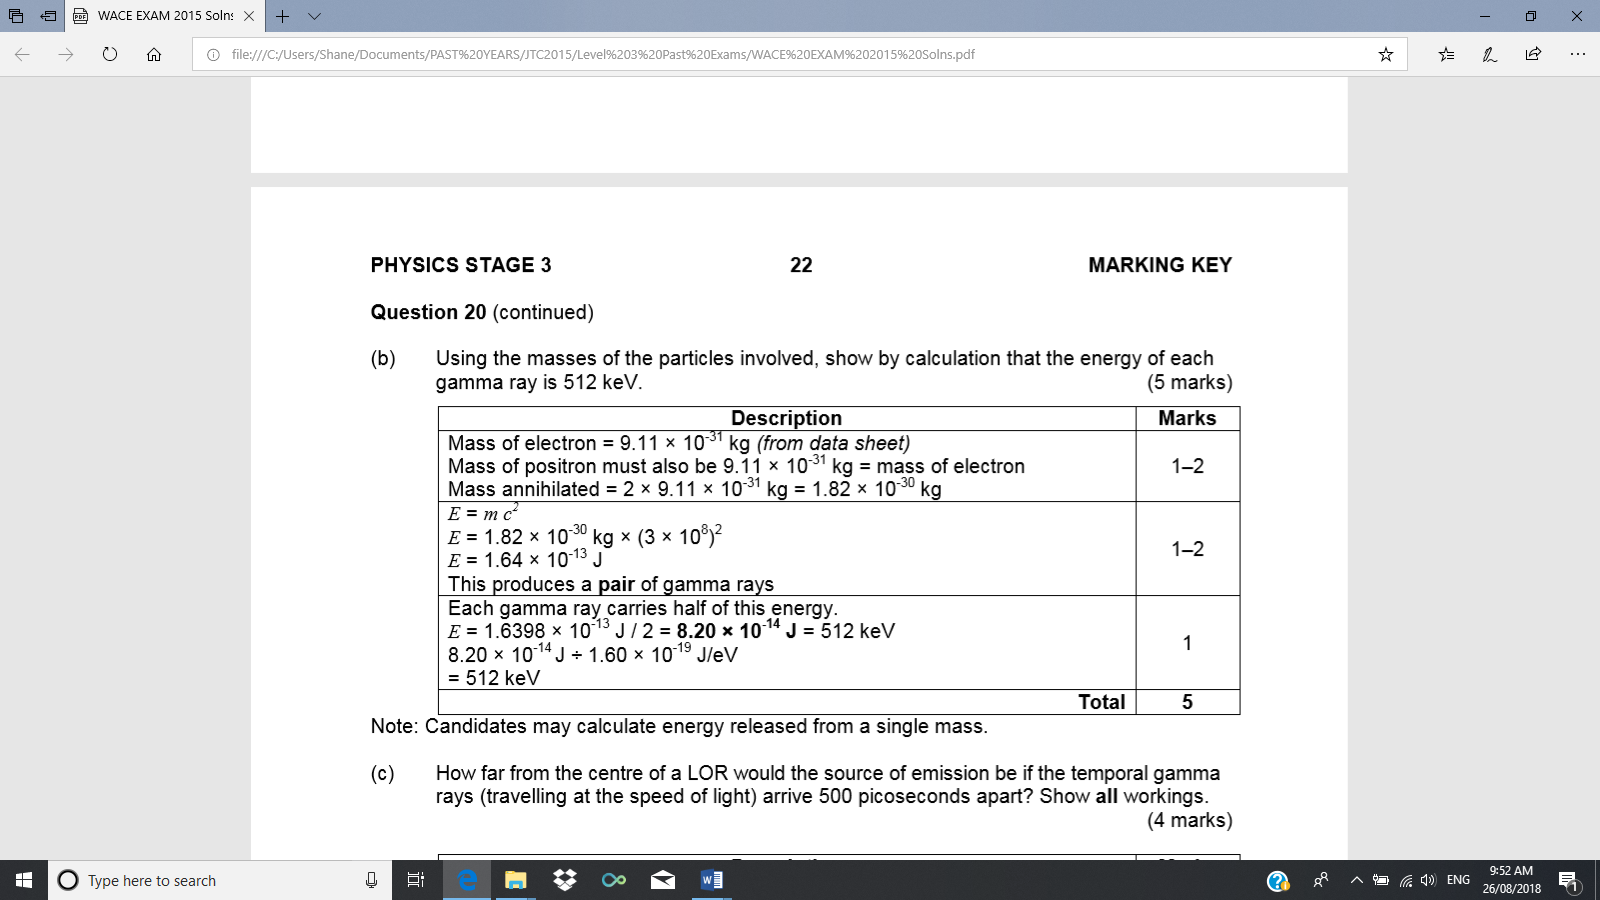 WACE EXAM 2015 Solns
file:///C:/Users/Shane/Documents/PAST%20YEARS/JTC2015/Level%203%20Past%20Exams/WACE%20EXAM%202015%20Solns.pdf
PHYSICS STAGE 3 22 MARKING KEY
Question 20 (continued)
(b) Using the masses of the particles involved, show by calculation that the energy of each
gamma ray is 512 keV. (5 marks)
Description Marks
Mass of electron = 9.11 × 10⁻³¹ kg (from data sheet)
Mass of positron must also be 9.11 × 10⁻³¹ kg = mass of electron
Mass annihilated = 2 × 9.11 × 10⁻³¹ kg = 1.82 × 10⁻³⁰ kg
1–2
E = m c²
E = 1.82 × 10⁻³⁰ kg × (3 × 10⁸)²
E = 1.64 × 10⁻¹³ J
This produces a pair of gamma rays
1–2
Each gamma ray carries half of this energy.
E = 1.6398 × 10⁻¹³ J / 2 = 8.20 × 10⁻¹⁴ J = 512 keV
8.20 × 10⁻¹⁴ J ÷ 1.60 × 10⁻¹⁹ J/eV
= 512 keV
1
Total 5
Note: Candidates may calculate energy released from a single mass.
(c) How far from the centre of a LOR would the source of emission be if the temporal gamma
rays (travelling at the speed of light) arrive 500 picoseconds apart? Show all workings.
(4 marks)
Type here to search
ENG
9:52 AM
26/08/2018
1